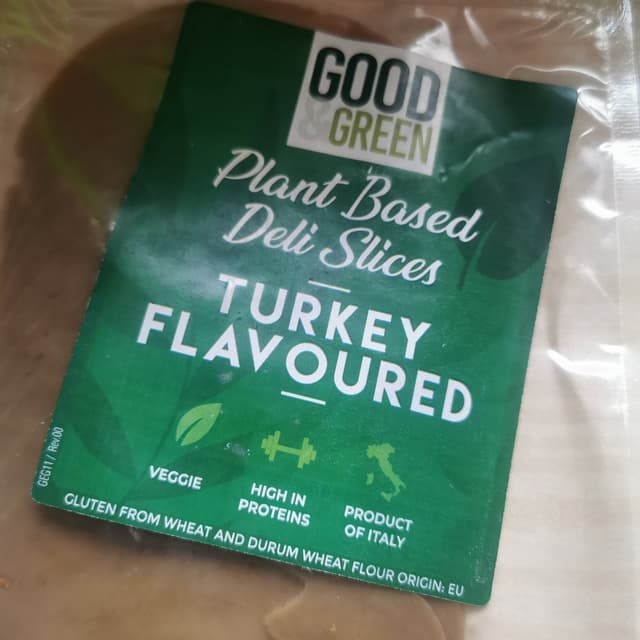 GOOD
& GREEN
Plant Based
Deli Slices
TURKEY
FLAVOURED
VEGGIE
HIGH IN
PROTEINS
PRODUCT
OF ITALY
GEG11/ Rev.00
GLUTEN FROM WHEAT AND DURUM WHEAT FLOUR ORIGIN: EU